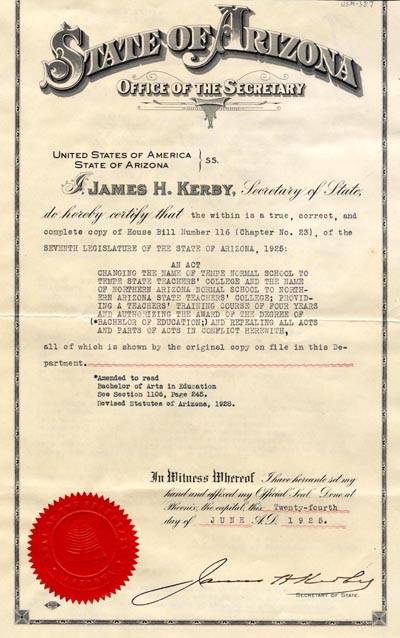 USM-387
STATE OF ARIZONA
OFFICE OF THE SECRETARY
UNITED STATES OF AMERICA
STATE OF ARIZONA
} SS.
I, JAMES H. KERBY, Secretary of State,
do hereby certify that the within is a true, correct, and
complete copy of House Bill Number 116 (Chapter No. 23), of the
SEVENTH LEGISLATURE OF THE STATE OF ARIZONA, 1925:
AN ACT
CHANGING THE NAME OF TEMPE NORMAL SCHOOL TO
TEMPE STATE TEACHERS' COLLEGE AND THE NAME
OF NORTHERN ARIZONA NORMAL SCHOOL TO NORTH-
ERN ARIZONA STATE TEACHERS' COLLEGE; PROVID-
ING A TEACHERS' TRAINING COURSE OF FOUR YEARS
AND AUTHORIZING THE AWARD OF THE DEGREE OF
(*BACHELOR OF EDUCATION;) AND REPEALING ALL ACTS
AND PARTS OF ACTS IN CONFLICT HEREWITH,
all of which is shown by the original copy on file in this De-
partment.
*Amended to read
Bachelor of Arts in Education
See Section 1106, Page 245.
Revised Statutes of Arizona, 1928.
In Witness Whereof I have hereunto set my
hand and affixed my Official Seal. Done at
Phoenix, the capital, this Twenty-fourth
day of JUNE A.D. 1925.
James H Kerby
SECRETARY OF STATE.